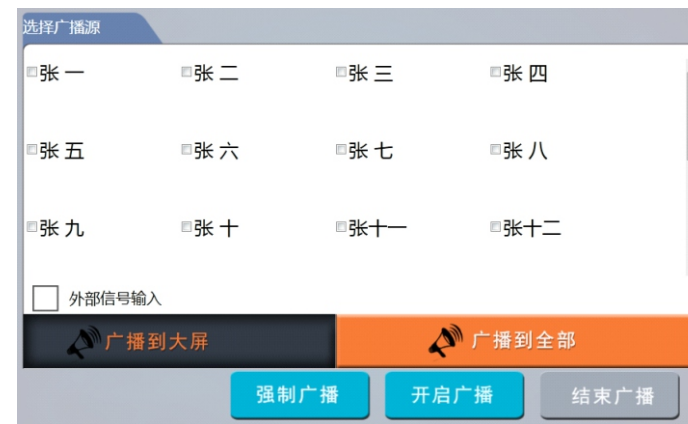 选择广播源
张 一 张 二 张 三 张 四
张 五 张 六 张 七 张 八
张 九 张 十 张十一 张十二
外部信号输入
广播到大屏 广播到全部
强制广播 开启广播 结束广播